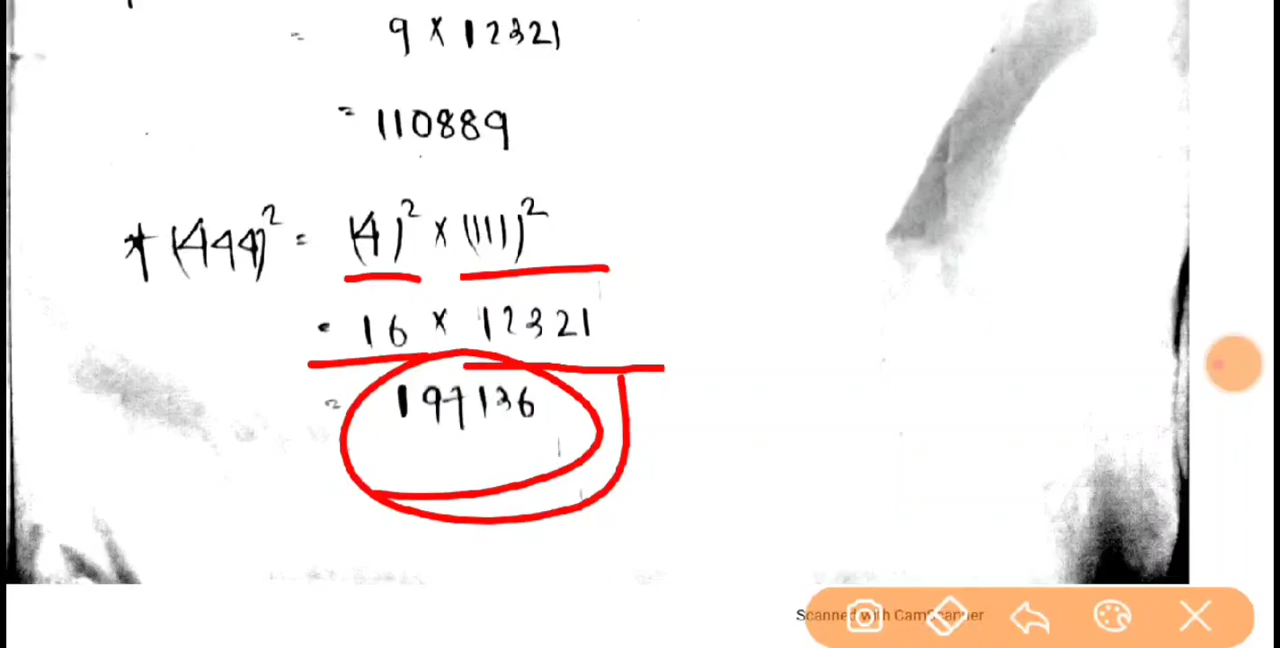 = 9 × 12321
= 110889
* (444)² = (4)² × (111)²
= 16 × 12321
= 197136
Scanned with CamScanner